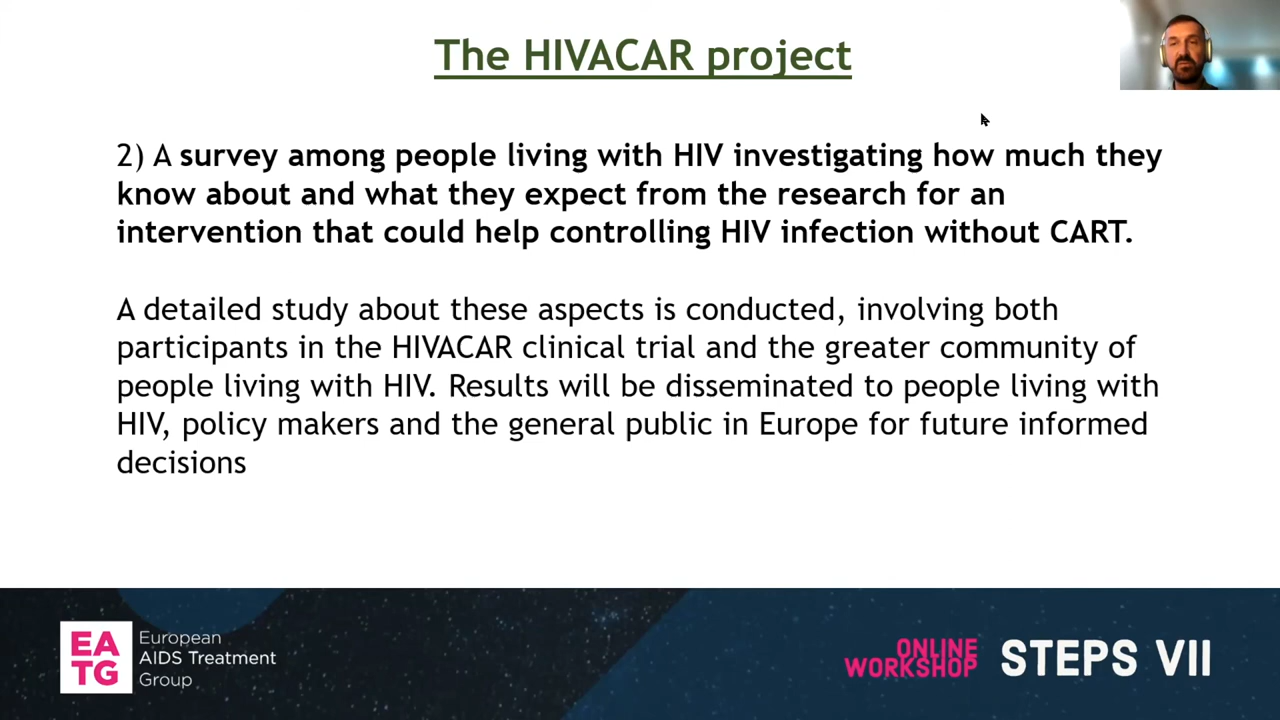 The HIVACAR project
2) A survey among people living with HIV investigating how much they
know about and what they expect from the research for an
intervention that could help controlling HIV infection without CART.
A detailed study about these aspects is conducted, involving both
participants in the HIVACAR clinical trial and the greater community of
people living with HIV. Results will be disseminated to people living with
HIV, policy makers and the general public in Europe for future informed
decisions
EA
TG
European
AIDS Treatment
Group
ONLINE
WORKSHOP
STEPS VII